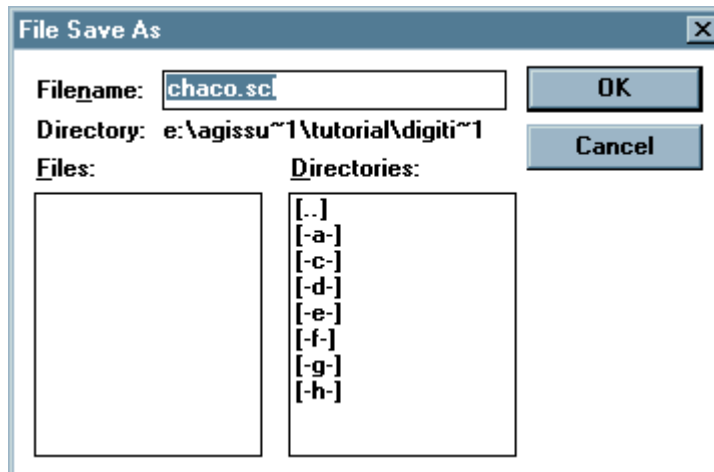 File Save As
Filename: chaco.scl
OK
Directory: e:\agissu~1\tutorial\digiti~1
Cancel
Files:
Directories:
[..]
[-a-]
[-c-]
[-d-]
[-e-]
[-f-]
[-g-]
[-h-]